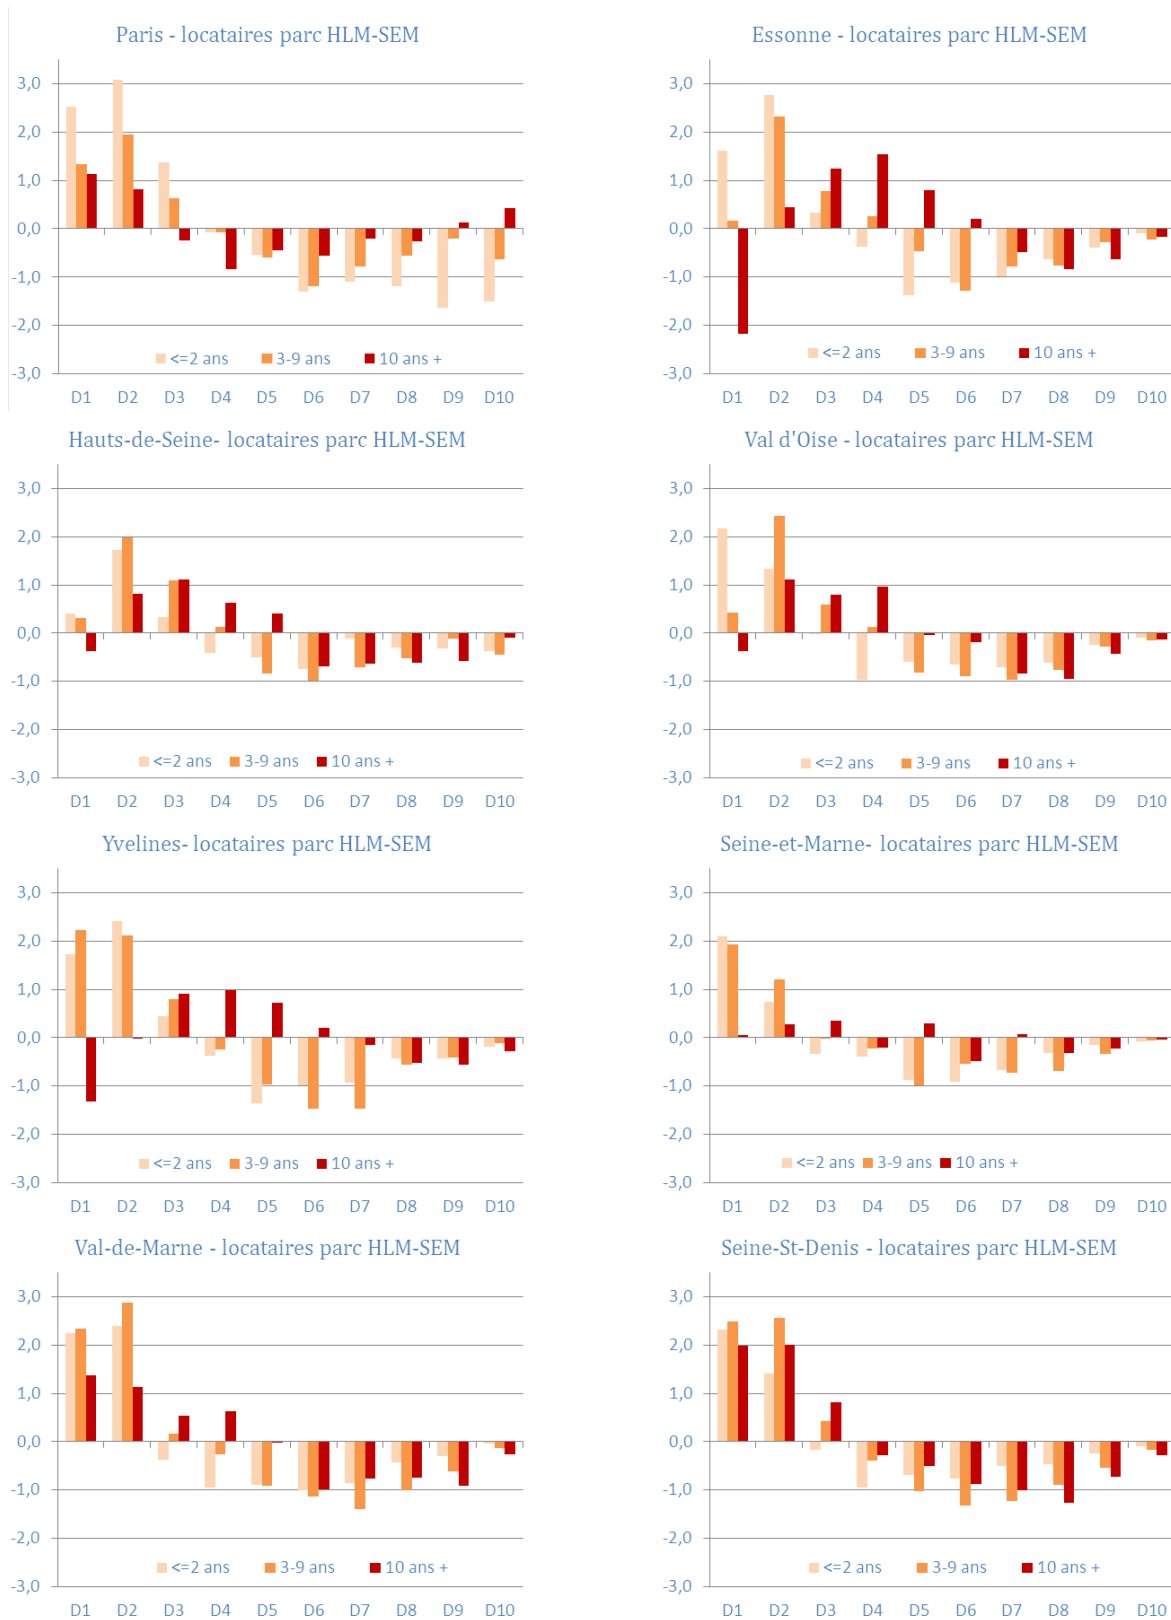 Paris - locataires parc HLM-SEM
3,0
2,0
1,0
0,0
-1,0
-2,0
-3,0
<=2 ans 3-9 ans 10 ans +
D1 D2 D3 D4 D5 D6 D7 D8 D9 D10
Essonne - locataires parc HLM-SEM
3,0
2,0
1,0
0,0
-1,0
-2,0
-3,0
<=2 ans 3-9 ans 10 ans +
D1 D2 D3 D4 D5 D6 D7 D8 D9 D10
Hauts-de-Seine- locataires parc HLM-SEM
3,0
2,0
1,0
0,0
-1,0
-2,0
-3,0
<=2 ans 3-9 ans 10 ans +
D1 D2 D3 D4 D5 D6 D7 D8 D9 D10
Val d'Oise - locataires parc HLM-SEM
3,0
2,0
1,0
0,0
-1,0
-2,0
-3,0
<=2 ans 3-9 ans 10 ans +
D1 D2 D3 D4 D5 D6 D7 D8 D9 D10
Yvelines- locataires parc HLM-SEM
3,0
2,0
1,0
0,0
-1,0
-2,0
-3,0
<=2 ans 3-9 ans 10 ans +
D1 D2 D3 D4 D5 D6 D7 D8 D9 D10
Seine-et-Marne- locataires parc HLM-SEM
3,0
2,0
1,0
0,0
-1,0
-2,0
-3,0
<=2 ans 3-9 ans 10 ans +
D1 D2 D3 D4 D5 D6 D7 D8 D9 D10
Val-de-Marne - locataires parc HLM-SEM
3,0
2,0
1,0
0,0
-1,0
-2,0
-3,0
<=2 ans 3-9 ans 10 ans +
D1 D2 D3 D4 D5 D6 D7 D8 D9 D10
Seine-St-Denis - locataires parc HLM-SEM
3,0
2,0
1,0
0,0
-1,0
-2,0
-3,0
<=2 ans 3-9 ans 10 ans +
D1 D2 D3 D4 D5 D6 D7 D8 D9 D10